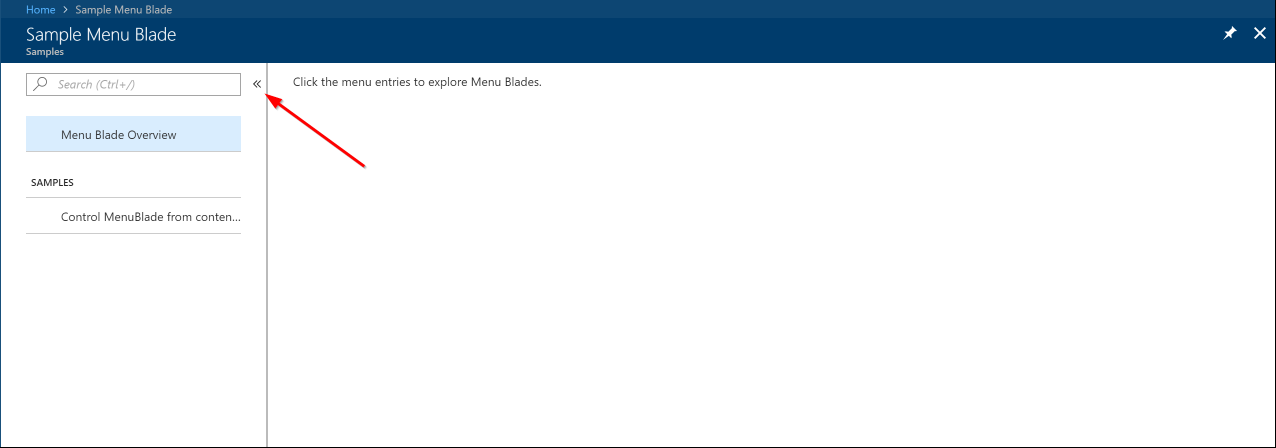 Home > Sample Menu Blade
Sample Menu Blade
Samples
Search (Ctrl+/)
«
Click the menu entries to explore Menu Blades.
Menu Blade Overview
SAMPLES
Control MenuBlade from conten...